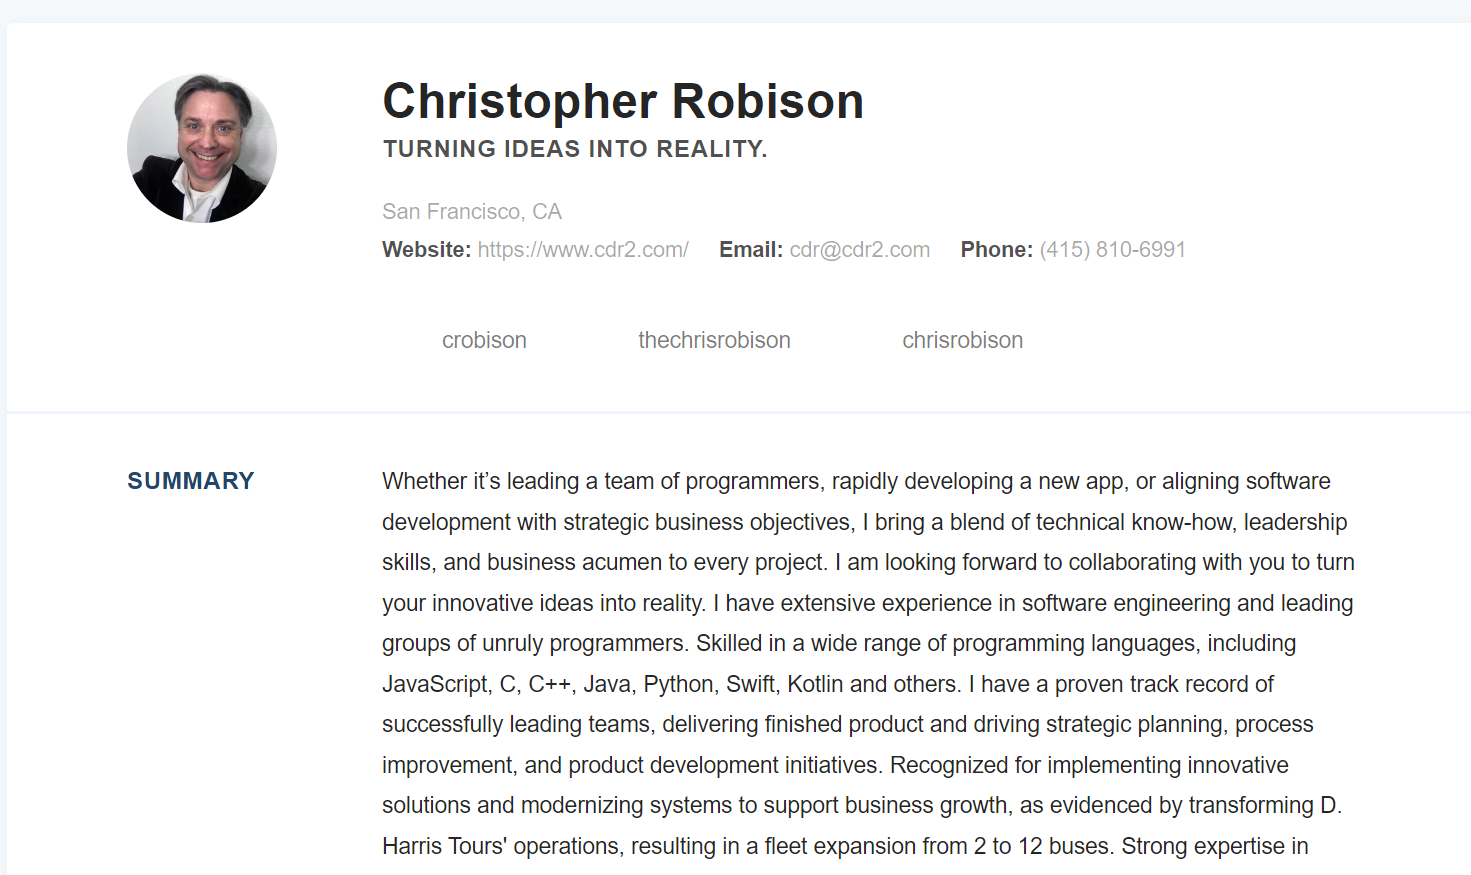 Christopher Robison
TURNING IDEAS INTO REALITY.
San Francisco, CA
Website: https://www.cdr2.com/ Email: cdr@cdr2.com Phone: (415) 810-6991
crobison thechrisrobison chrisrobison
SUMMARY
Whether it’s leading a team of programmers, rapidly developing a new app, or aligning software
development with strategic business objectives, I bring a blend of technical know-how, leadership
skills, and business acumen to every project. I am looking forward to collaborating with you to turn
your innovative ideas into reality. I have extensive experience in software engineering and leading
groups of unruly programmers. Skilled in a wide range of programming languages, including
JavaScript, C, C++, Java, Python, Swift, Kotlin and others. I have a proven track record of
successfully leading teams, delivering finished product and driving strategic planning, process
improvement, and product development initiatives. Recognized for implementing innovative
solutions and modernizing systems to support business growth, as evidenced by transforming D.
Harris Tours' operations, resulting in a fleet expansion from 2 to 12 buses. Strong expertise in